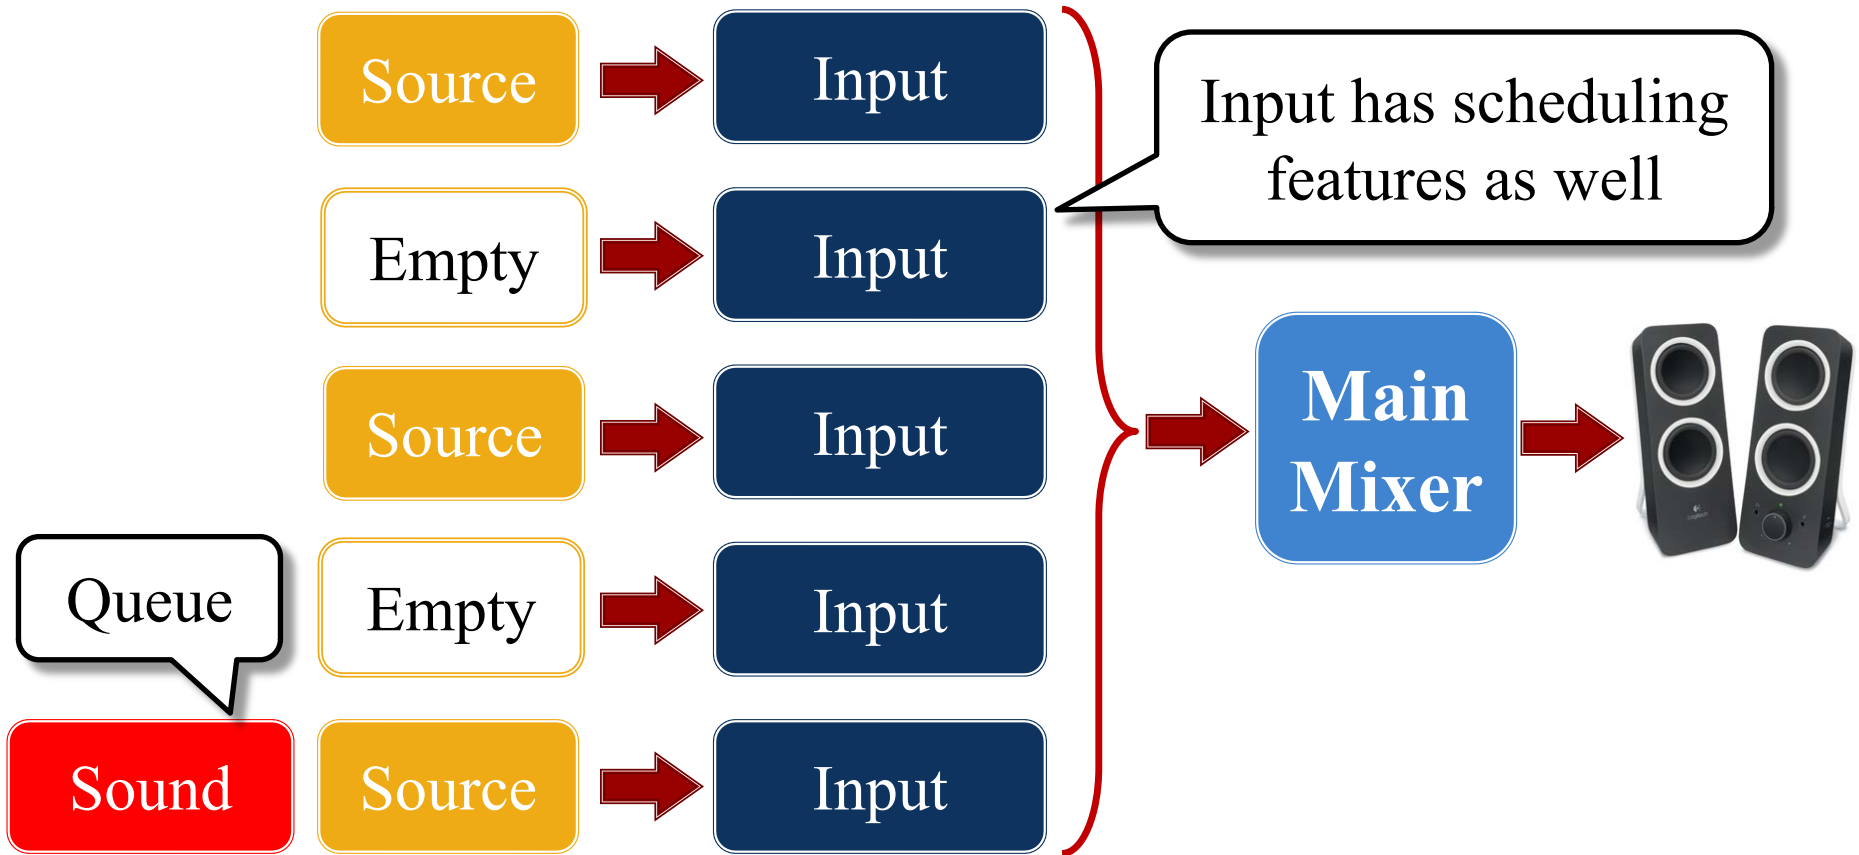 Source
Input
Input has scheduling
features as well
Empty
Input
Source
Input
Main
Mixer
Queue
Empty
Input
Sound
Source
Input